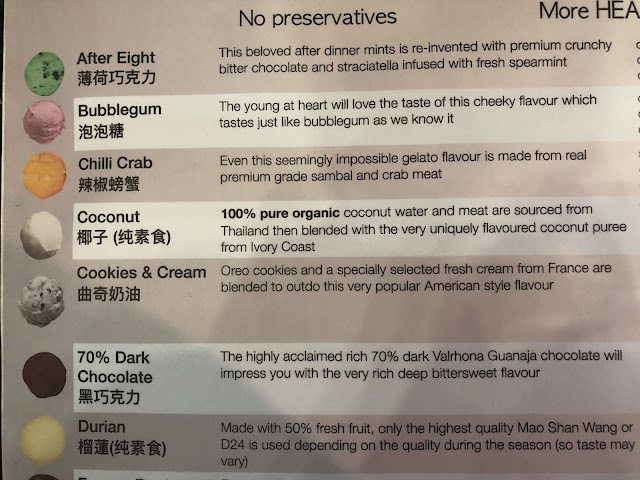 No preservatives
More HEA
After Eight
薄荷巧克力
This beloved after dinner mints is re-invented with premium crunchy
bitter chocolate and straciatella infused with fresh spearmint
Bubblegum
泡泡糖
The young at heart will love the taste of this cheeky flavour which
tastes just like bubblegum as we know it
Chilli Crab
辣椒螃蟹
Even this seemingly impossible gelato flavour is made from real
premium grade sambal and crab meat
Coconut
椰子 (纯素食)
100% pure organic coconut water and meat are sourced from
Thailand then blended with the very uniquely flavoured coconut puree
from Ivory Coast
Cookies & Cream
曲奇奶油
Oreo cookies and a specially selected fresh cream from France are
blended to outdo this very popular American style flavour
70% Dark
Chocolate
黑巧克力
The highly acclaimed rich 70% dark Valrhona Guanaja chocolate will
impress you with the very rich deep bittersweet flavour
Durian
榴蓮(纯素食)
Made with 50% fresh fruit, only the highest quality Mao Shan Wang or
D24 is used depending on the quality during the season (so taste may
vary)